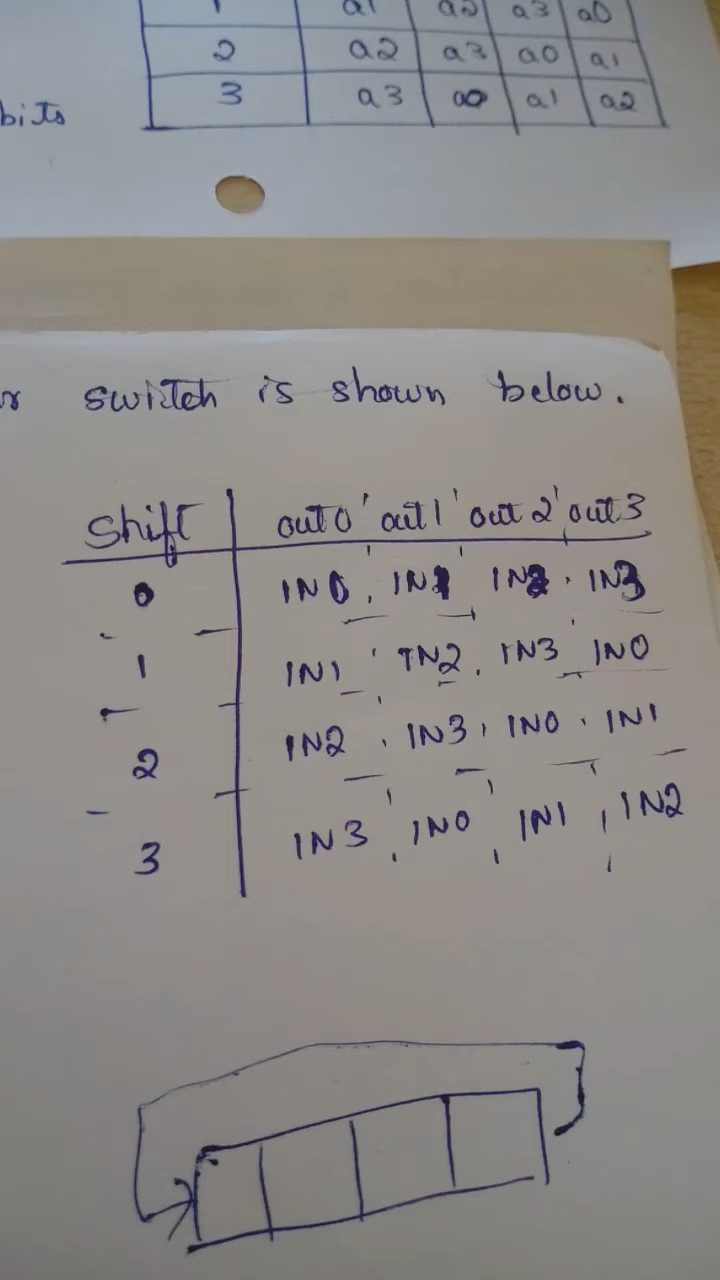 1 a1 a2 a3 a0
2 a2 a3 a0 a1
3 a3 a0 a1 a2
bits
switch is shown below.
Shift out0 out1 out2 out3
0 IN0 IN1 IN2 IN3
1 IN1 IN2 IN3 IN0
2 IN2 IN3 IN0 IN1
3 IN3 IN0 IN1 IN2